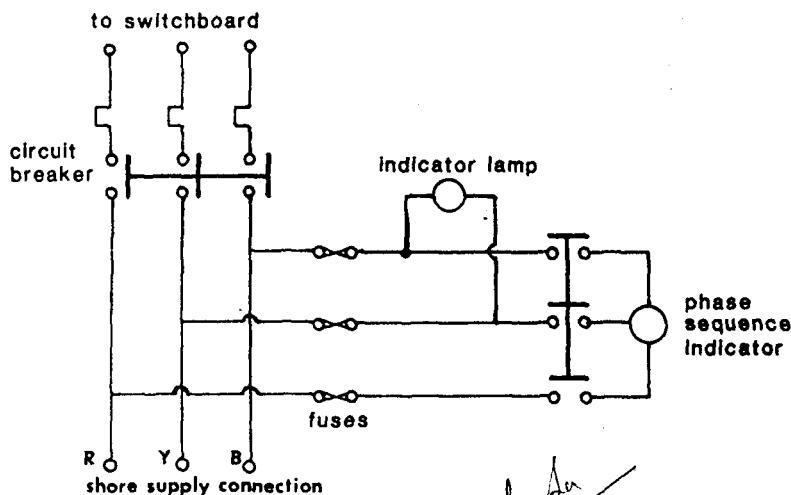 to switchboard
circuit
breaker
indicator lamp
phase
sequence
indicator
fuses
R Y B
shore supply connection